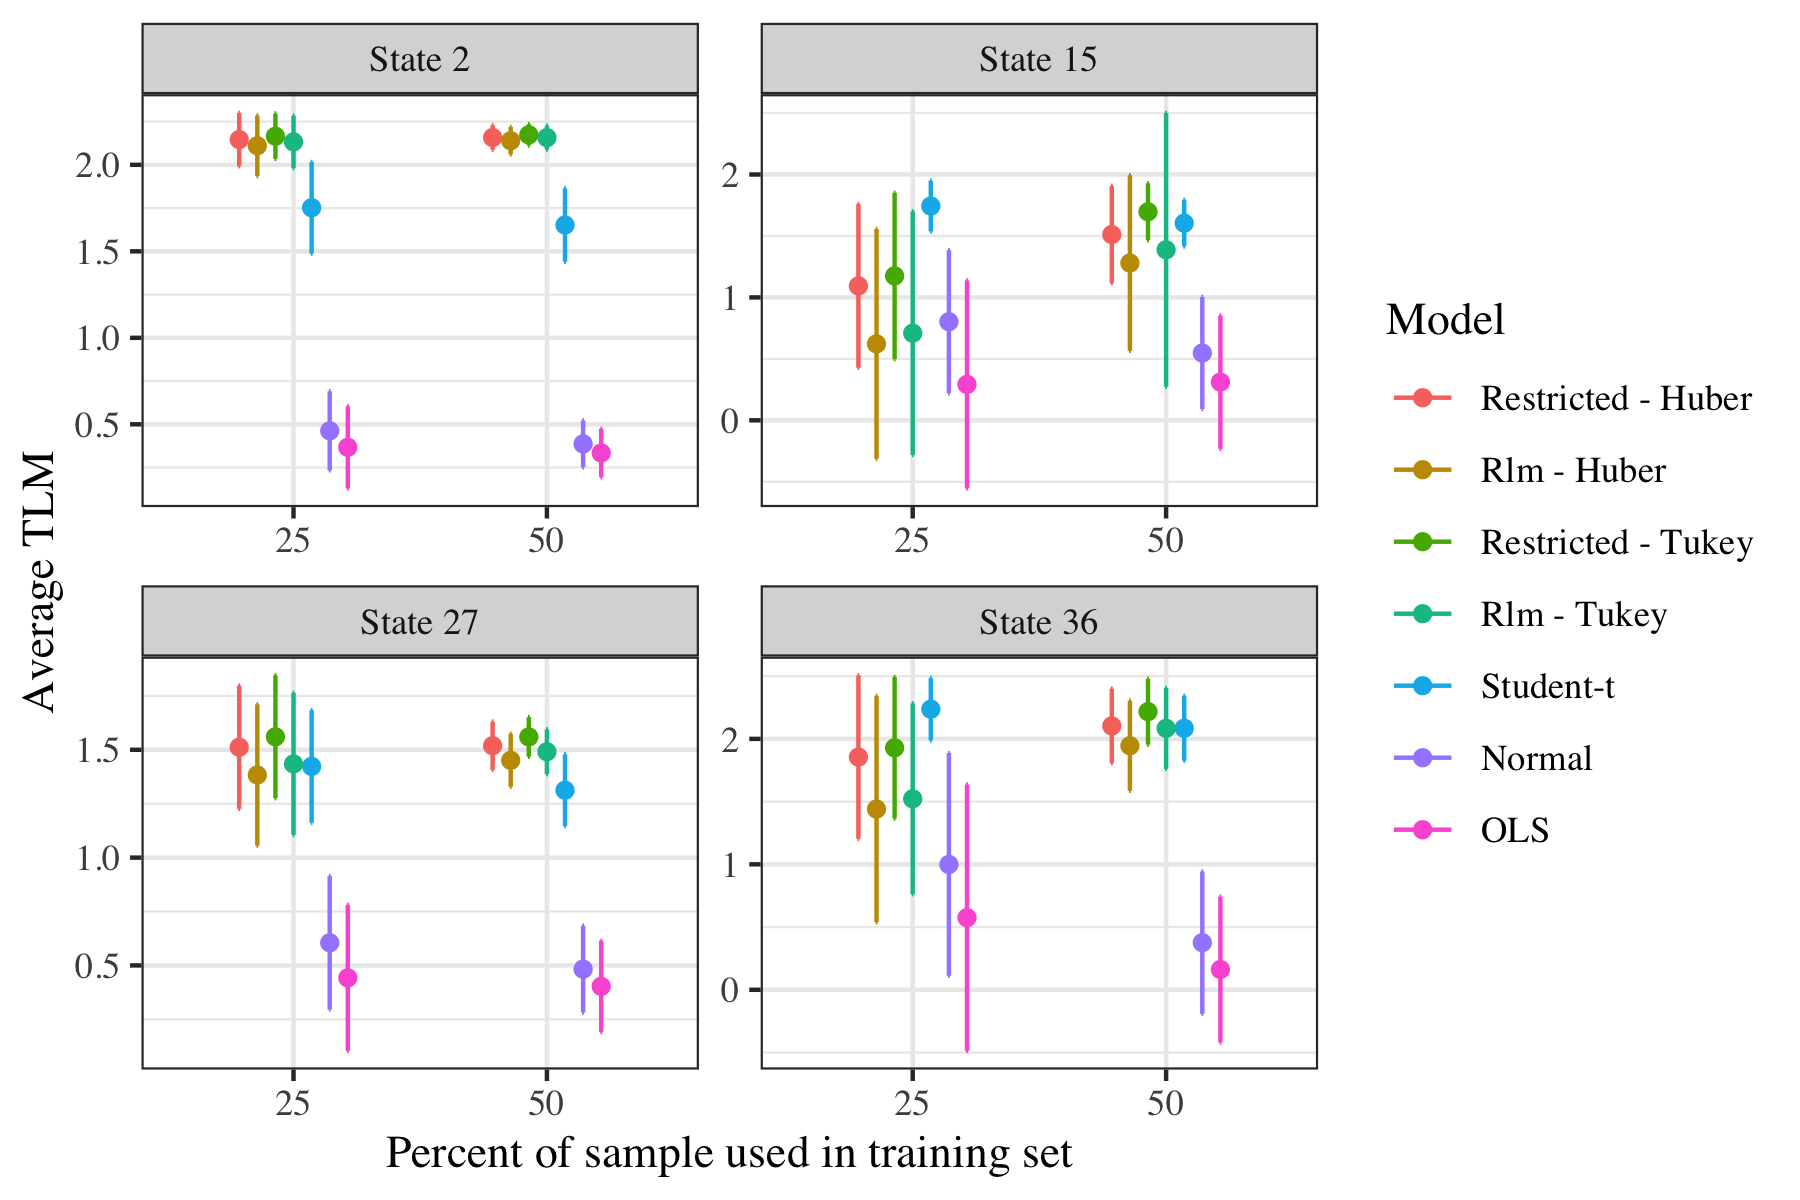 State 2
State 15
2.0
1.5
1.0
0.5
2
1
0
25
50
25
50
State 27
State 36
1.5
1.0
0.5
2
1
0
25
50
25
50
Average TLM
Percent of sample used in training set
Model
Restricted - Huber
Rlm - Huber
Restricted - Tukey
Rlm - Tukey
Student-t
Normal
OLS